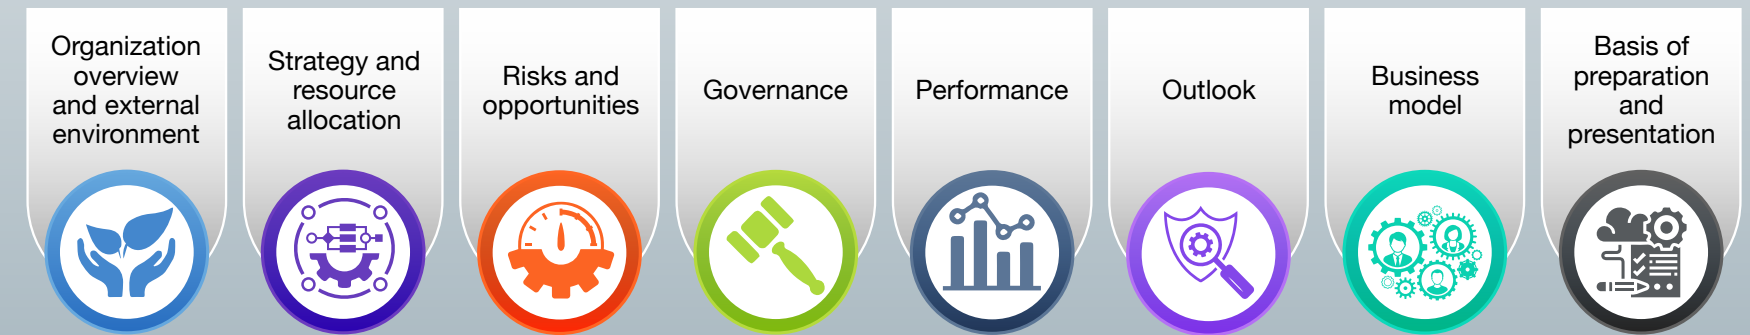 Organization
overview
and external
environment
Strategy and
resource
allocation
Risks and
opportunities
Governance
Performance
Outlook
Business
model
Basis of
preparation
and
presentation